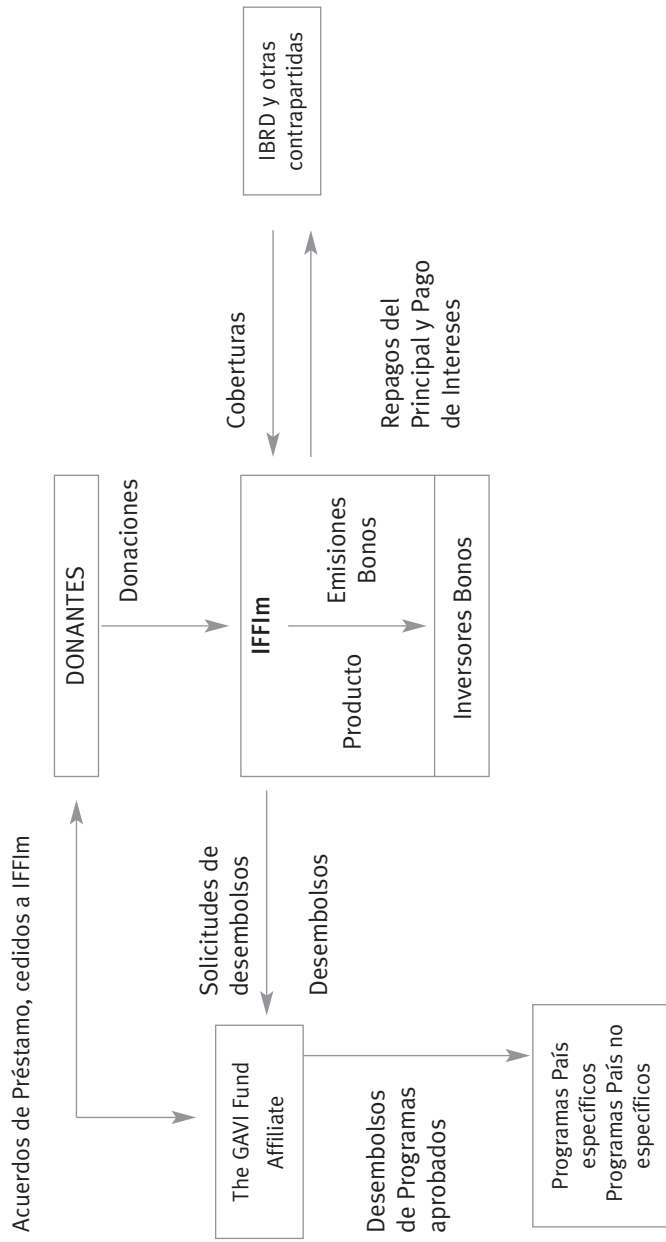 Acuerdos de Préstamo, cedidos a IFFIm
DONANTES
Donaciones
The GAVI Fund
Affiliate
Solicitudes de
desembolsos
Desembolsos
IFFIm
Producto
Emisiones
Bonos
Inversores Bonos
Coberturas
Repagos del
Principal y Pago
de Intereses
IBRD y otras
contrapartidas
Desembolsos
de Programas
aprobados
Programas País
específicos
Programas País no
específicos